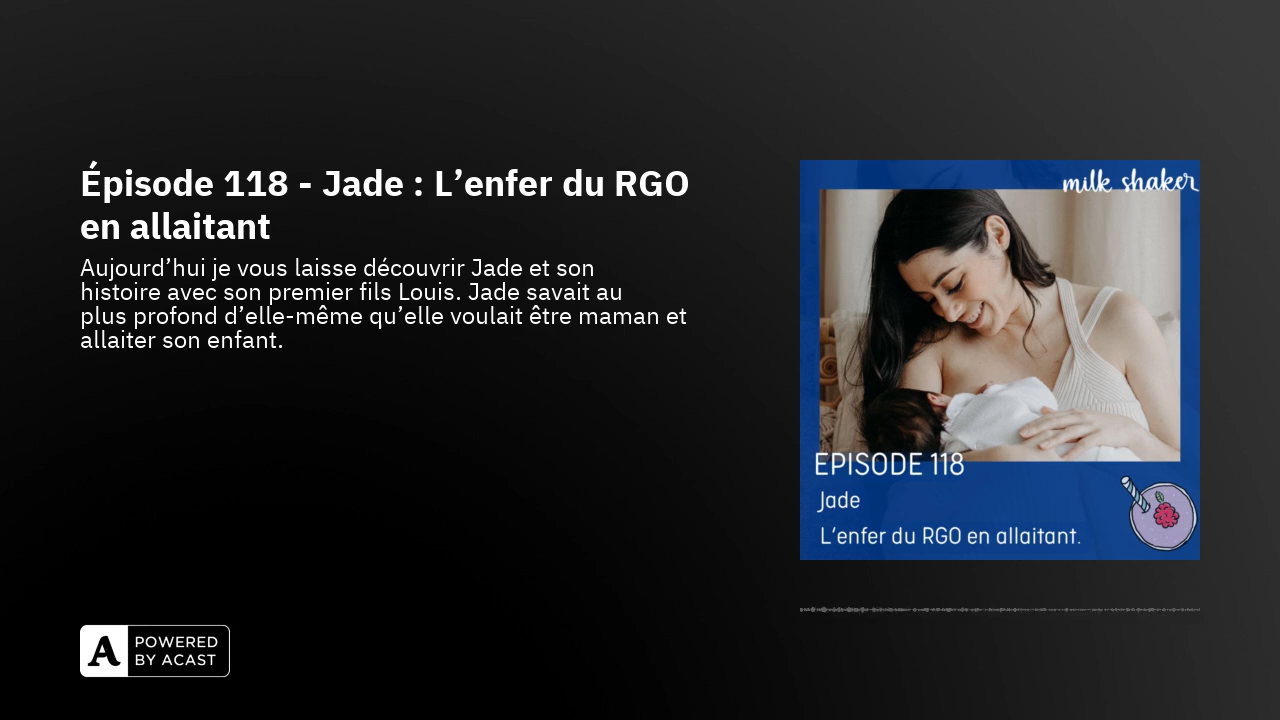 Épisode 118 - Jade : L’enfer du RGO
en allaitant
Aujourd’hui je vous laisse découvrir Jade et son
histoire avec son premier fils Louis. Jade savait au
plus profond d’elle-même qu’elle voulait être maman et
allaiter son enfant.
milk shaker
EPISODE 118
Jade
L’enfer du RGO en allaitant.
A
POWERED
BY ACAST